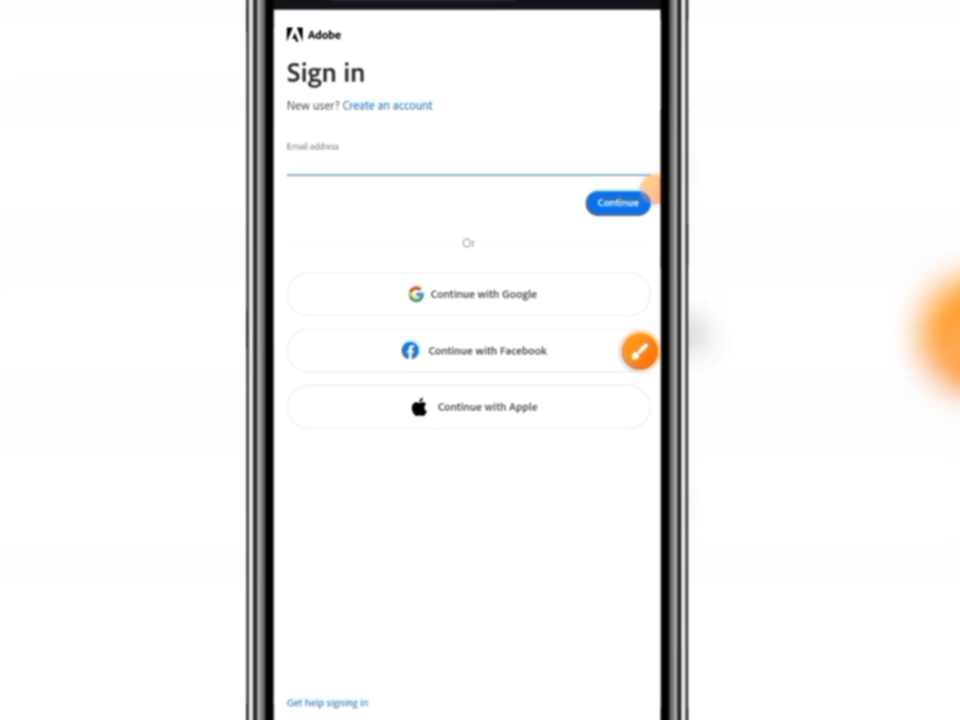 Adobe
Sign in
New user? Create an account
Email address
Continue
Or
Continue with Google
Continue with Facebook
Continue with Apple
Get help signing in